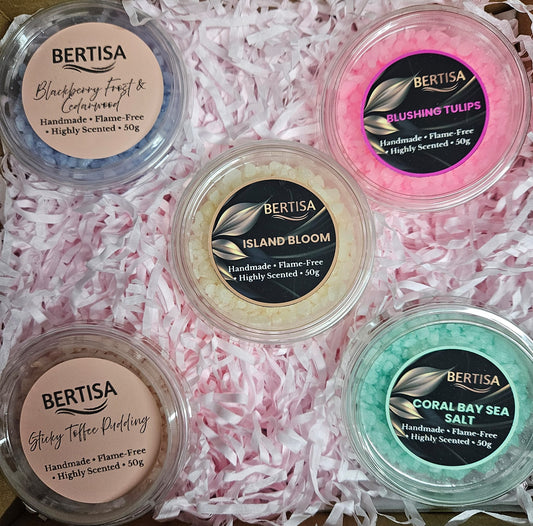 BERTISA
Blackberry Frost &
Cedarwood
Handmade • Flame-Free
• Highly Scented • 50g
BERTISA
BLUSHING TULIPS
Handmade • Flame-Free
• Highly Scented • 50g
BERTISA
ISLAND BLOOM
Handmade • Flame-Free
• Highly Scented • 50g
BERTISA
Sticky Toffee Pudding
Handmade • Flame-Free
• Highly Scented • 50g
BERTISA
CORAL BAY SEA
SALT
Handmade • Flame-Free
• Highly Scented • 50g